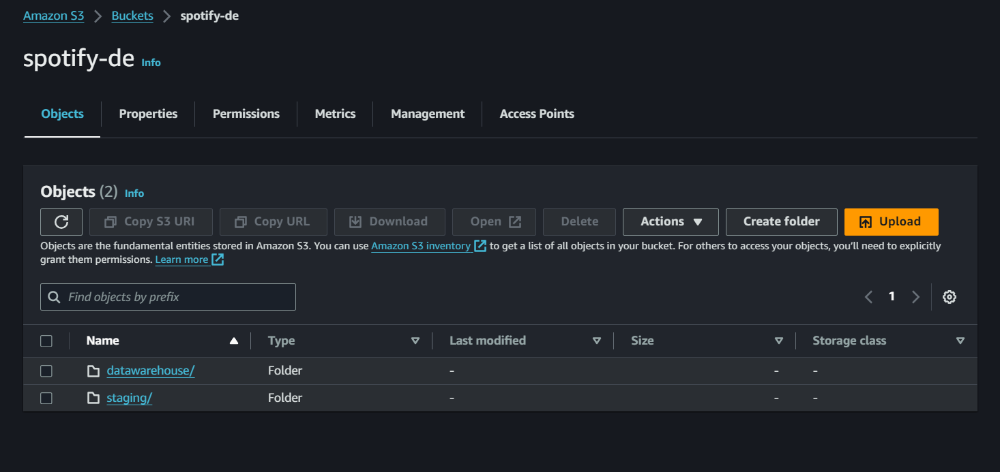 Amazon S3 > Buckets > spotify-de
spotify-de Info
Objects Properties Permissions Metrics Management Access Points
Objects (2) Info
Copy S3 URI Copy URL Download Open Delete Actions Create folder Upload
Objects are the fundamental entities stored in Amazon S3. You can use Amazon S3 inventory to get a list of all objects in your bucket. For others to access your objects, you’ll need to explicitly
grant them permissions. Learn more
Find objects by prefix 1
Name Type Last modified Size Storage class
datawarehouse/ Folder - - -
staging/ Folder - - -